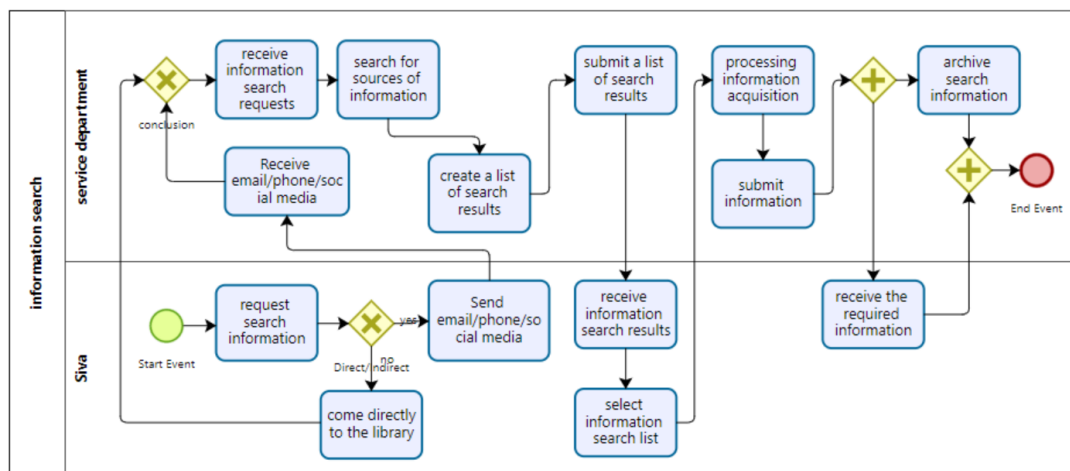 information search
service department
conclusion
receive
information
search
requests
search for
sources of
information
Receive
email/phone/soc
ial media
create a list
of search
results
submit a list
of search
results
processing
information
acquisition
submit
information
archive
search
information
End Event
Siva
Start Event
request
search
information
Direct/Indirect
yes
no
Send
email/phone/so
cial media
come directly
to the library
receive
information
search results
select
information
search list
receive the
required
information